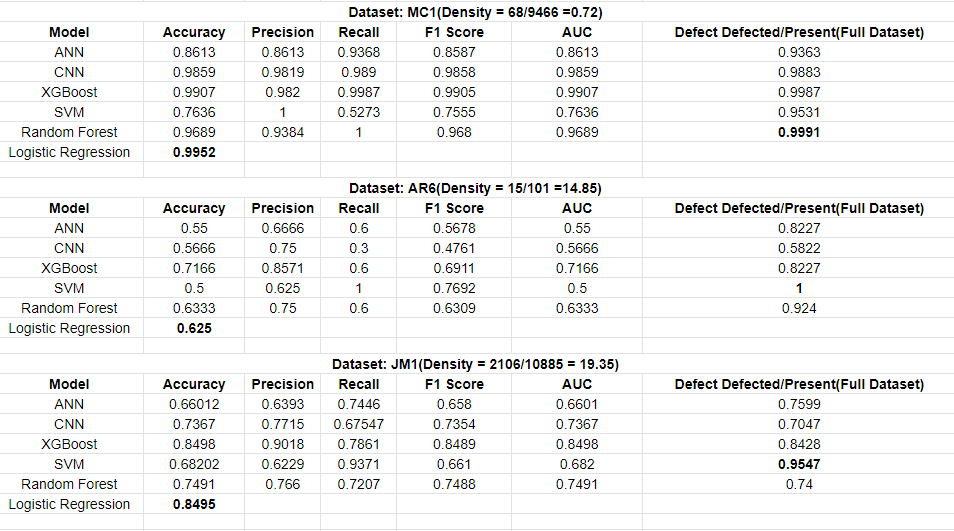 Dataset: MC1(Density = 68/9466 =0.72)
Model Accuracy Precision Recall F1 Score AUC Defect Defected/Present(Full Dataset)
ANN 0.8613 0.8613 0.9368 0.8587 0.8613 0.9363
CNN 0.9859 0.9819 0.989 0.9858 0.9859 0.9883
XGBoost 0.9907 0.982 0.9987 0.9905 0.9907 0.9987
SVM 0.7636 1 0.5273 0.7555 0.7636 0.9531
Random Forest 0.9689 0.9384 1 0.968 0.9689 0.9991
Logistic Regression 0.9952
Dataset: AR6(Density = 15/101 =14.85)
Model Accuracy Precision Recall F1 Score AUC Defect Defected/Present(Full Dataset)
ANN 0.55 0.6666 0.6 0.5678 0.55 0.8227
CNN 0.5666 0.75 0.3 0.4761 0.5666 0.5822
XGBoost 0.7166 0.8571 0.6 0.6911 0.7166 0.8227
SVM 0.5 0.625 1 0.7692 0.5 1
Random Forest 0.6333 0.75 0.6 0.6309 0.6333 0.924
Logistic Regression 0.625
Dataset: JM1(Density = 2106/10885 = 19.35)
Model Accuracy Precision Recall F1 Score AUC Defect Defected/Present(Full Dataset)
ANN 0.66012 0.6393 0.7446 0.658 0.6601 0.7599
CNN 0.7367 0.7715 0.67547 0.7354 0.7367 0.7047
XGBoost 0.8498 0.9018 0.7861 0.8489 0.8498 0.8428
SVM 0.68202 0.6229 0.9371 0.661 0.682 0.9547
Random Forest 0.7491 0.766 0.7207 0.7488 0.7491 0.74
Logistic Regression 0.8495